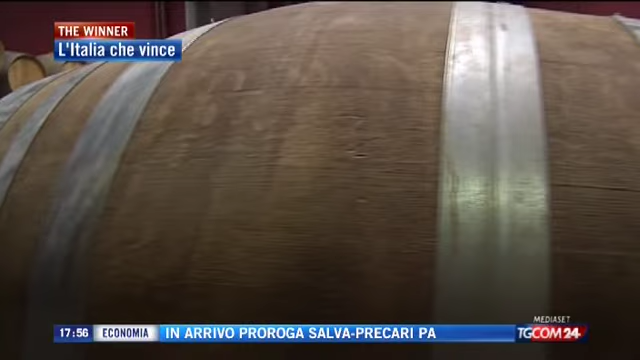 THE WINNER
L'Italia che vince
MEDIASET
17:56 ECONOMIA IN ARRIVO PROROGA SALVA-PRECARI PA TGCOM24